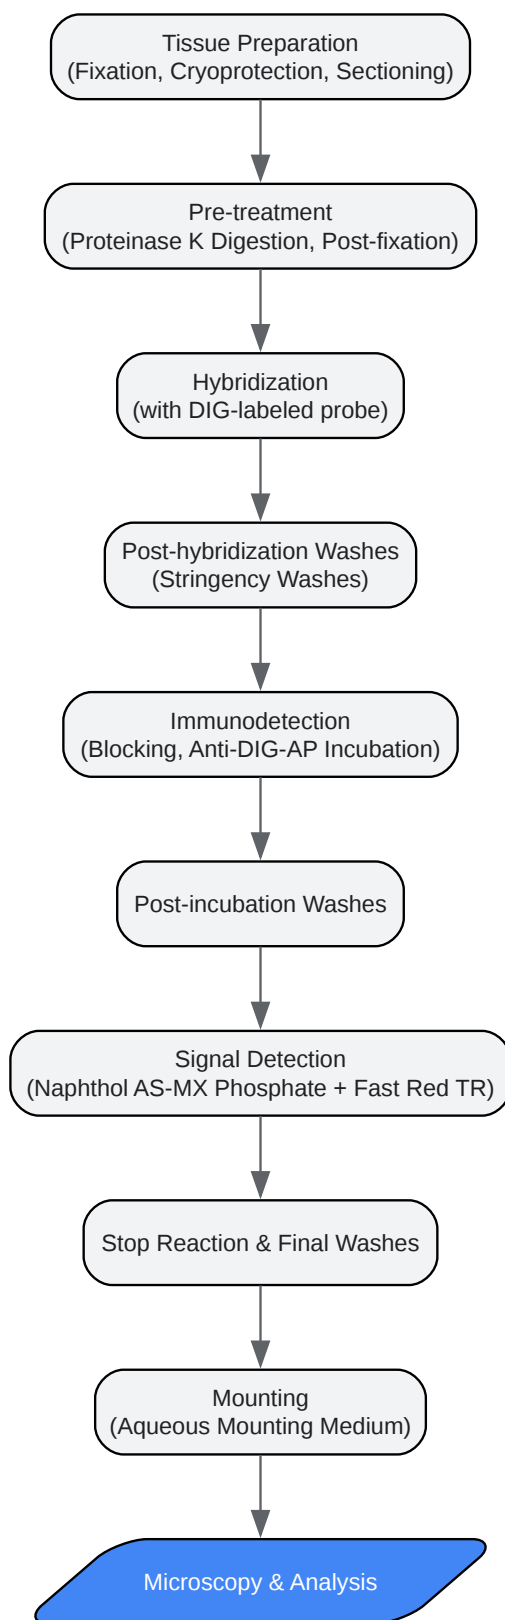 Tissue Preparation
(Fixation, Cryoprotection, Sectioning)
Pre-treatment
(Proteinase K Digestion, Post-fixation)
Hybridization
(with DIG-labeled probe)
Post-hybridization Washes
(Stringency Washes)
Immunodetection
(Blocking, Anti-DIG-AP Incubation)
Post-incubation Washes
Signal Detection
(Naphthol AS-MX Phosphate + Fast Red TR)
Stop Reaction & Final Washes
Mounting
(Aqueous Mounting Medium)
Microscopy & Analysis